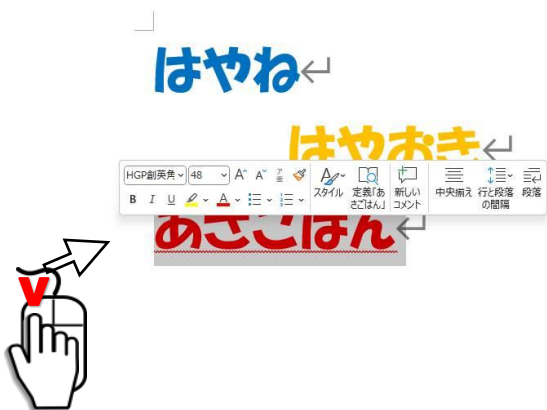 はやね
はやおき
HGP創英角 48 A A ア亜 スタイル 定義「あさごはん」 新しいコメント 中央揃え 行と段落の間隔 段落
B I U A
あさごはん
V